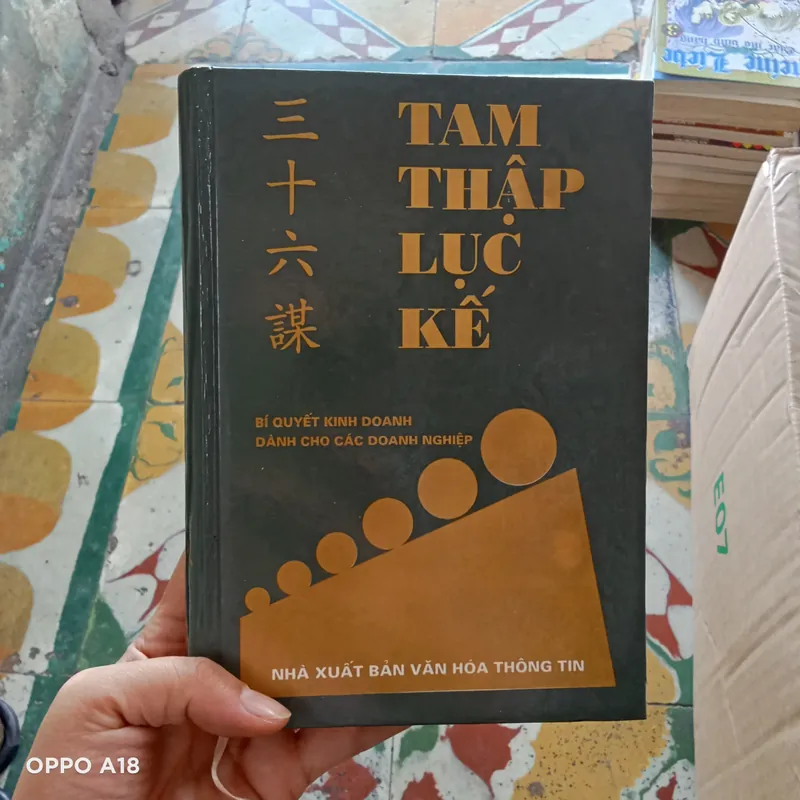 三
十
六
謀
TAM
THẬP
LỤC
KẾ
BÍ QUYẾT KINH DOANH
DÀNH CHO CÁC DOANH NGHIỆP
NHÀ XUẤT BẢN VĂN HÓA THÔNG TIN
E07
OPPO A18